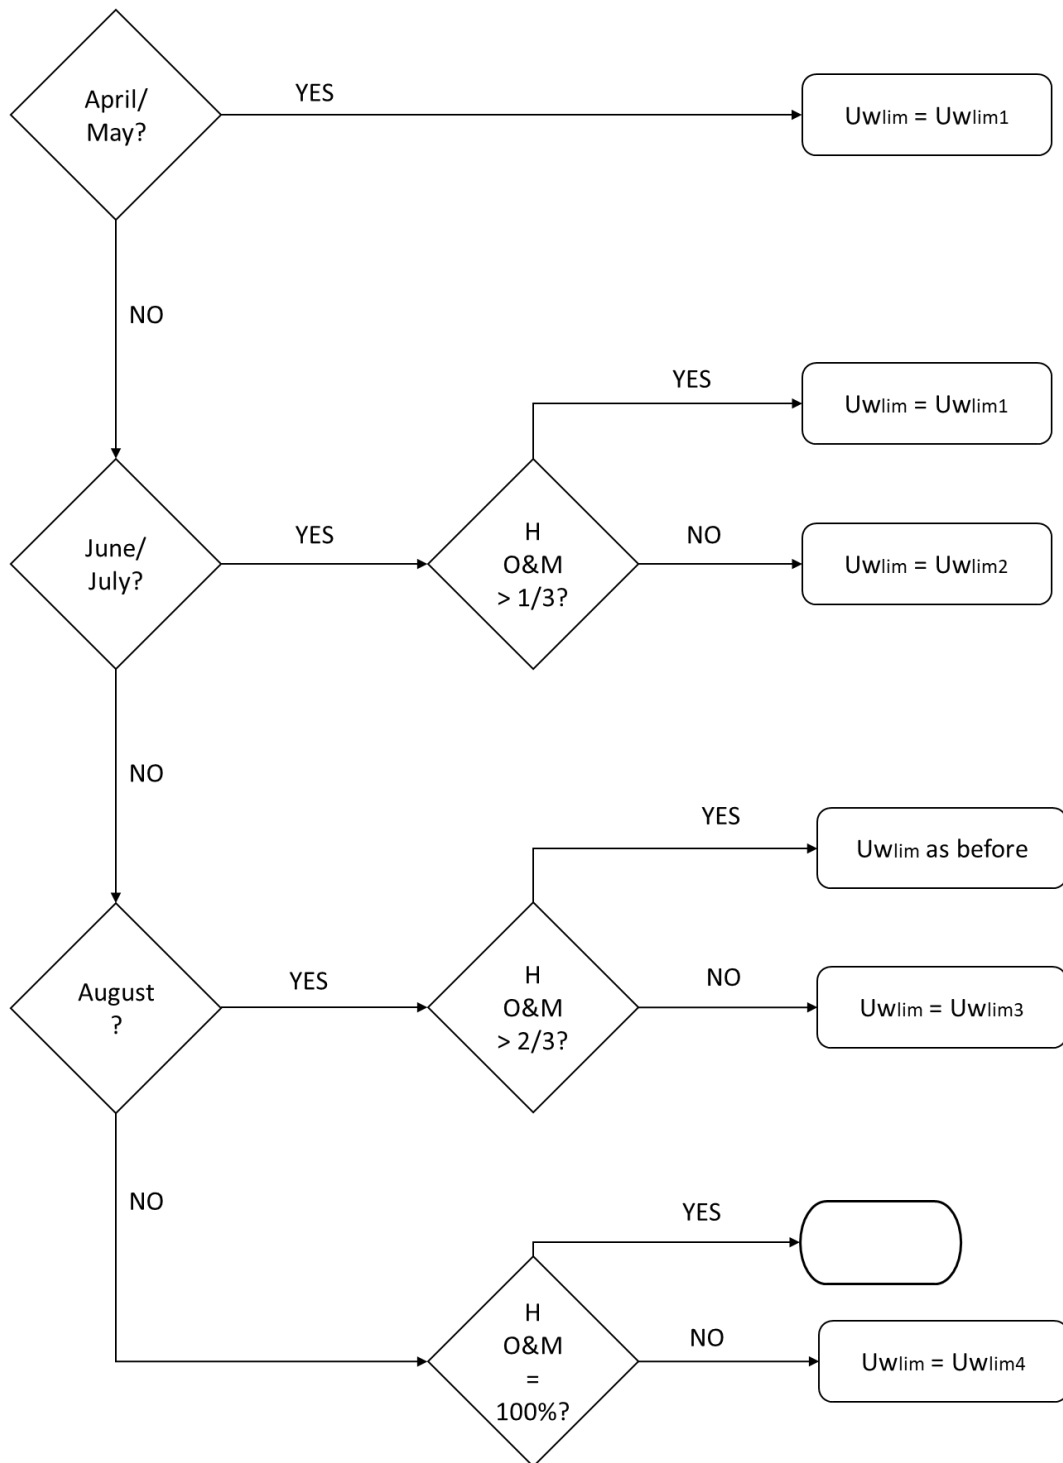 April/
May?
YES
Uwlim = Uwlim1
NO
YES
Uwlim = Uwlim1
June/
July?
YES
H
O&M
> 1/3?
NO
Uwlim = Uwlim2
NO
YES
Uwlim as before
August
?
YES
H
O&M
> 2/3?
NO
Uwlim = Uwlim3
NO
YES
H
O&M
=
100%?
NO
Uwlim = Uwlim4